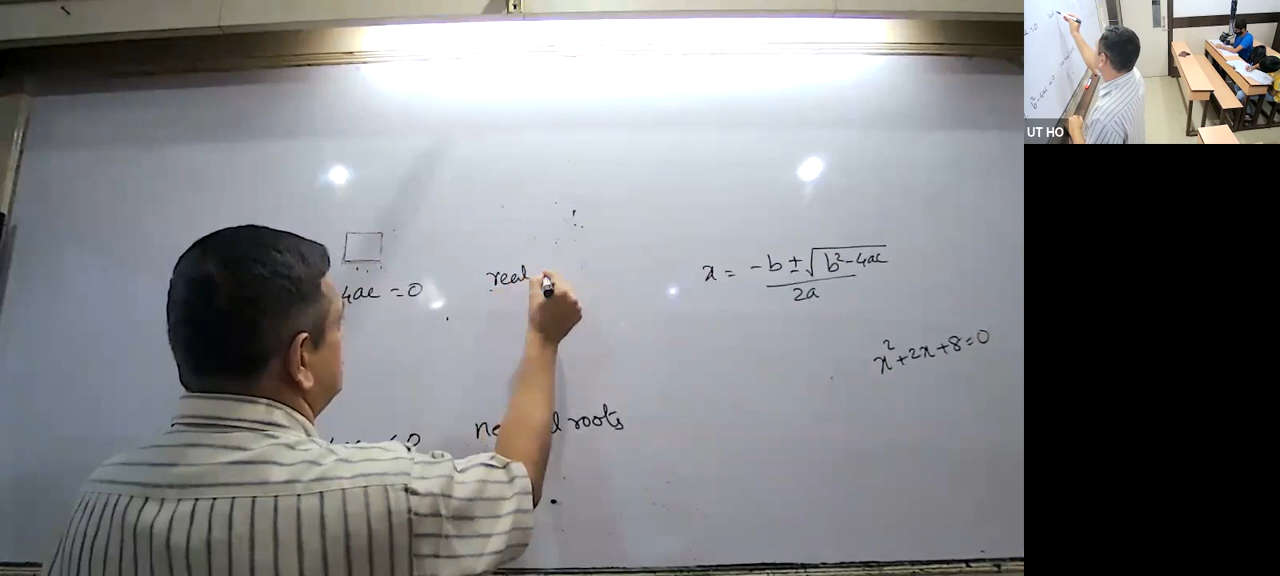 4ac = 0
real
x = -b ± √b²-4ac / 2a
x² + 2x + 8 = 0
roots
UT HO